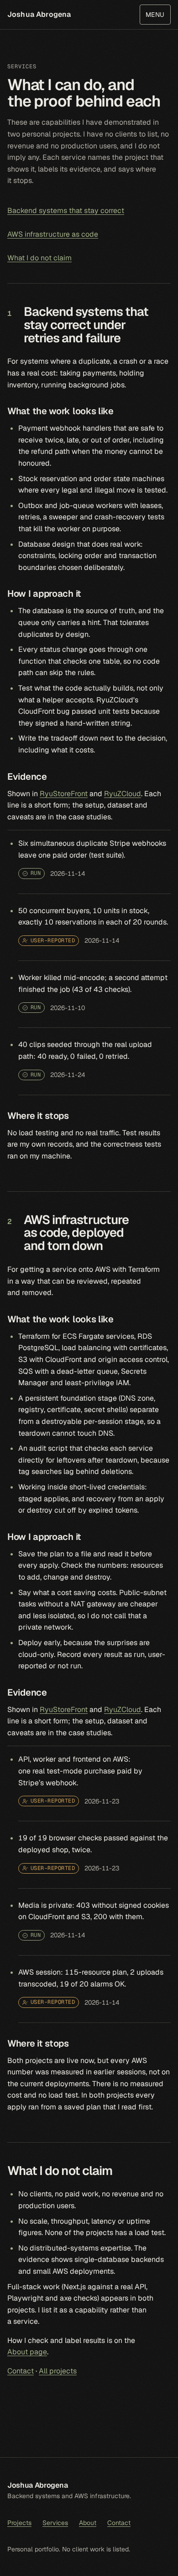 Joshua Abrogena
MENU
SERVICES
What I can do, and
the proof behind each
These are capabilities I have demonstrated in
two personal projects. I have no clients to list, no
revenue and no production users, and I do not
imply any. Each service names the project that
shows it, labels its evidence, and says where
it stops.
Backend systems that stay correct
AWS infrastructure as code
What I do not claim
1
Backend systems that
stay correct under
retries and failure
For systems where a duplicate, a crash or a race
has a real cost: taking payments, holding
inventory, running background jobs.
What the work looks like
Payment webhook handlers that are safe to
receive twice, late, or out of order, including
the refund path when the money cannot be
honoured.
Stock reservation and order state machines
where every legal and illegal move is tested.
Outbox and job-queue workers with leases,
retries, a sweeper and crash-recovery tests
that kill the worker on purpose.
Database design that does real work:
constraints, locking order and transaction
boundaries chosen deliberately.
How I approach it
The database is the source of truth, and the
queue only carries a hint. That tolerates
duplicates by design.
Every status change goes through one
function that checks one table, so no code
path can skip the rules.
Test what the code actually builds, not only
what a helper accepts. RyuZCloud's
CloudFront bug passed unit tests because
they signed a hand-written string.
Write the tradeoff down next to the decision,
including what it costs.
Evidence
Shown in RyuStoreFront and RyuZCloud. Each
line is a short form; the setup, dataset and
caveats are in the case studies.
Six simultaneous duplicate Stripe webhooks
leave one paid order (test suite).
RUN 2026-11-14
50 concurrent buyers, 10 units in stock,
exactly 10 reservations in each of 20 rounds.
USER-REPORTED 2026-11-14
Worker killed mid-encode; a second attempt
finished the job (43 of 43 checks).
RUN 2026-11-10
40 clips seeded through the real upload
path: 40 ready, 0 failed, 0 retried.
RUN 2026-11-24
Where it stops
No load testing and no real traffic. Test results
are my own records, and the correctness tests
ran on my machine.
2
AWS infrastructure
as code, deployed
and torn down
For getting a service onto AWS with Terraform
in a way that can be reviewed, repeated
and removed.
What the work looks like
Terraform for ECS Fargate services, RDS
PostgreSQL, load balancing with certificates,
S3 with CloudFront and origin access control,
SQS with a dead-letter queue, Secrets
Manager and least-privilege IAM.
A persistent foundation stage (DNS zone,
registry, certificate, secret shells) separate
from a destroyable per-session stage, so a
teardown cannot touch DNS.
An audit script that checks each service
directly for leftovers after teardown, because
tag searches lag behind deletions.
Working inside short-lived credentials:
staged applies, and recovery from an apply
or destroy cut off by expired tokens.
How I approach it
Save the plan to a file and read it before
every apply. Check the numbers: resources
to add, change and destroy.
Say what a cost saving costs. Public-subnet
tasks without a NAT gateway are cheaper
and less isolated, so I do not call that a
private network.
Deploy early, because the surprises are
cloud-only. Record every result as run, user-
reported or not run.
Evidence
Shown in RyuStoreFront and RyuZCloud. Each
line is a short form; the setup, dataset and
caveats are in the case studies.
API, worker and frontend on AWS:
one real test-mode purchase paid by
Stripe's webhook.
USER-REPORTED 2026-11-23
19 of 19 browser checks passed against the
deployed shop, twice.
USER-REPORTED 2026-11-23
Media is private: 403 without signed cookies
on CloudFront and S3, 200 with them.
RUN 2026-11-14
AWS session: 115-resource plan, 2 uploads
transcoded, 19 of 20 alarms OK.
USER-REPORTED 2026-11-14
Where it stops
Both projects are live now, but every AWS
number was measured in earlier sessions, not on
the current deployments. There is no measured
cost and no load test. In both projects every
apply ran from a saved plan that I read first.
What I do not claim
No clients, no paid work, no revenue and no
production users.
No scale, throughput, latency or uptime
figures. None of the projects has a load test.
No distributed-systems expertise. The
evidence shows single-database backends
and small AWS deployments.
Full-stack work (Next.js against a real API,
Playwright and axe checks) appears in both
projects. I list it as a capability rather than
a service.
How I check and label results is on the
About page.
Contact · All projects
Joshua Abrogena
Backend systems and AWS infrastructure.
Projects Services About Contact
Personal portfolio. No client work is listed.